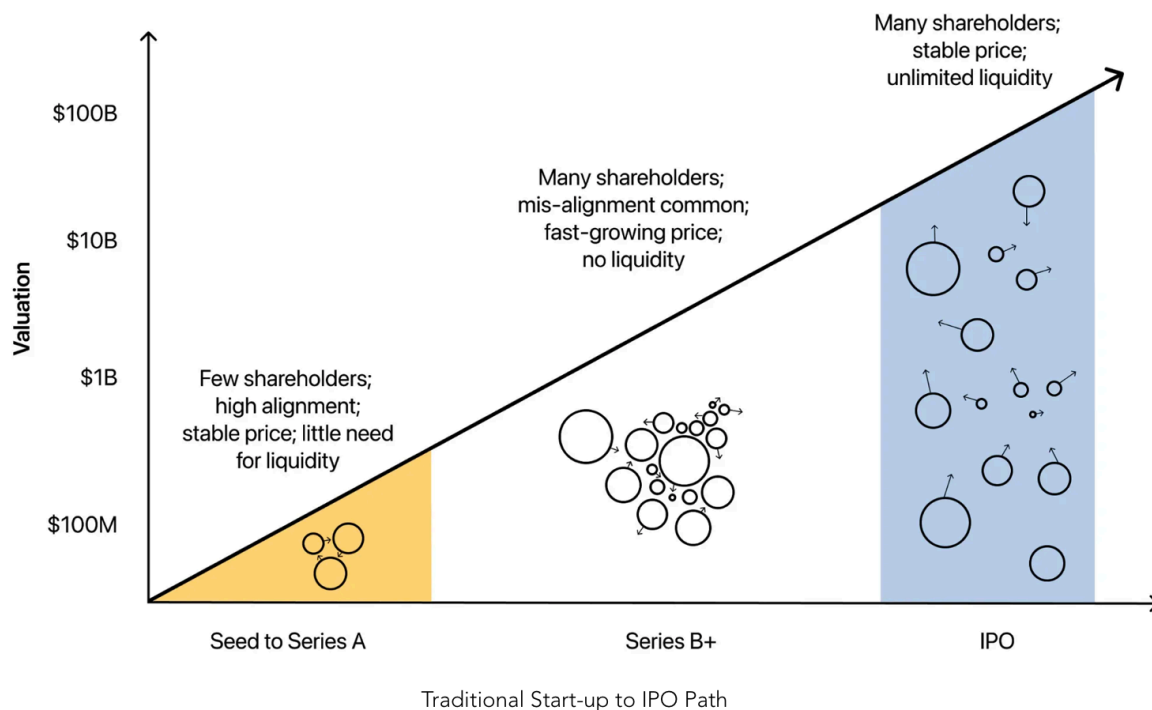 Many shareholders;
stable price;
unlimited liquidity
$100B
Many shareholders;
mis-alignment common;
fast-growing price;
no liquidity
$10B
Valuation
$1B
Few shareholders;
high alignment;
stable price; little need
for liquidity
$100M
Seed to Series A
Series B+
IPO
Traditional Start-up to IPO Path